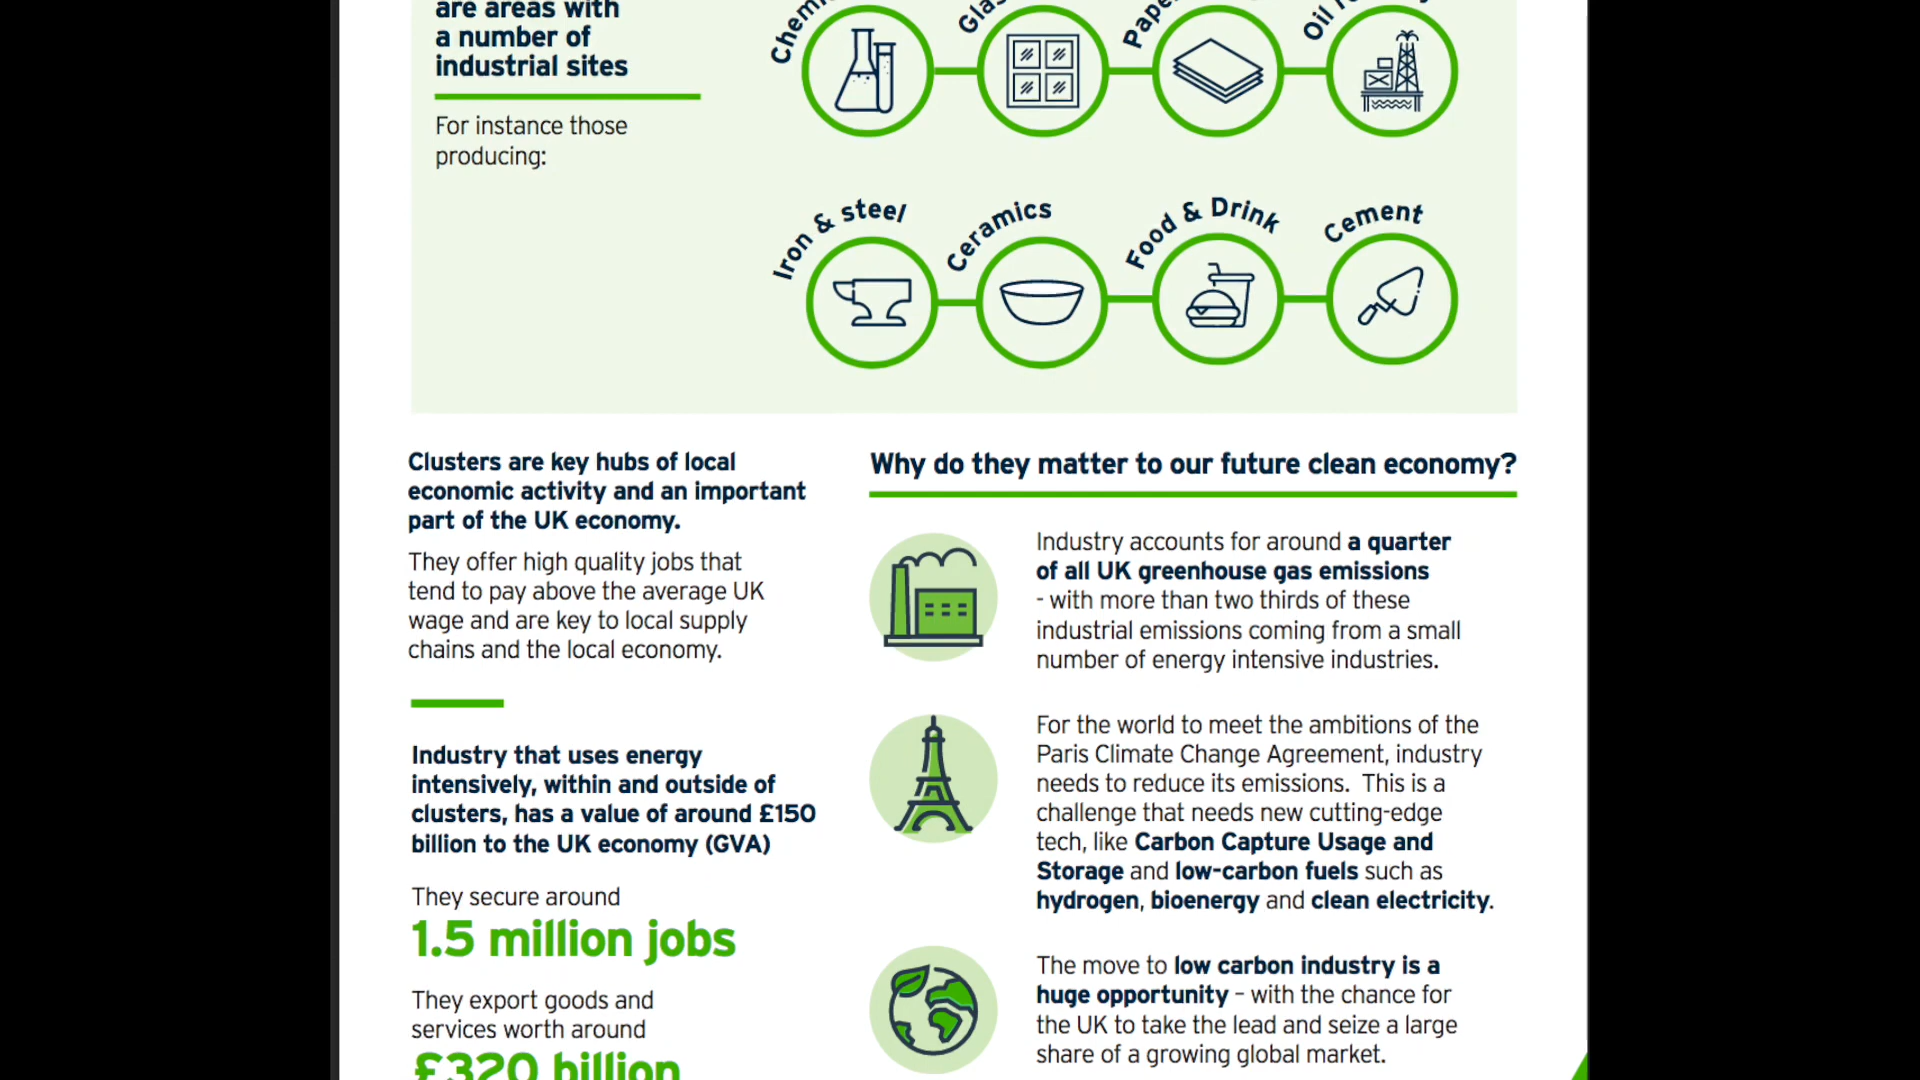 are areas with
a number of
industrial sites
For instance those
producing:
Iron & steel
Ceramics
Food & Drink
Cement
Clusters are key hubs of local
economic activity and an important
part of the UK economy.
They offer high quality jobs that
tend to pay above the average UK
wage and are key to local supply
chains and the local economy.
Industry that uses energy
intensively, within and outside of
clusters, has a value of around £150
billion to the UK economy (GVA)
They secure around
1.5 million jobs
They export goods and
services worth around
£320 billion
Why do they matter to our future clean economy?
Industry accounts for around a quarter
of all UK greenhouse gas emissions
- with more than two thirds of these
industrial emissions coming from a small
number of energy intensive industries.
For the world to meet the ambitions of the
Paris Climate Change Agreement, industry
needs to reduce its emissions. This is a
challenge that needs new cutting-edge
tech, like Carbon Capture Usage and
Storage and low-carbon fuels such as
hydrogen, bioenergy and clean electricity.
The move to low carbon industry is a
huge opportunity - with the chance for
the UK to take the lead and seize a large
share of a growing global market.